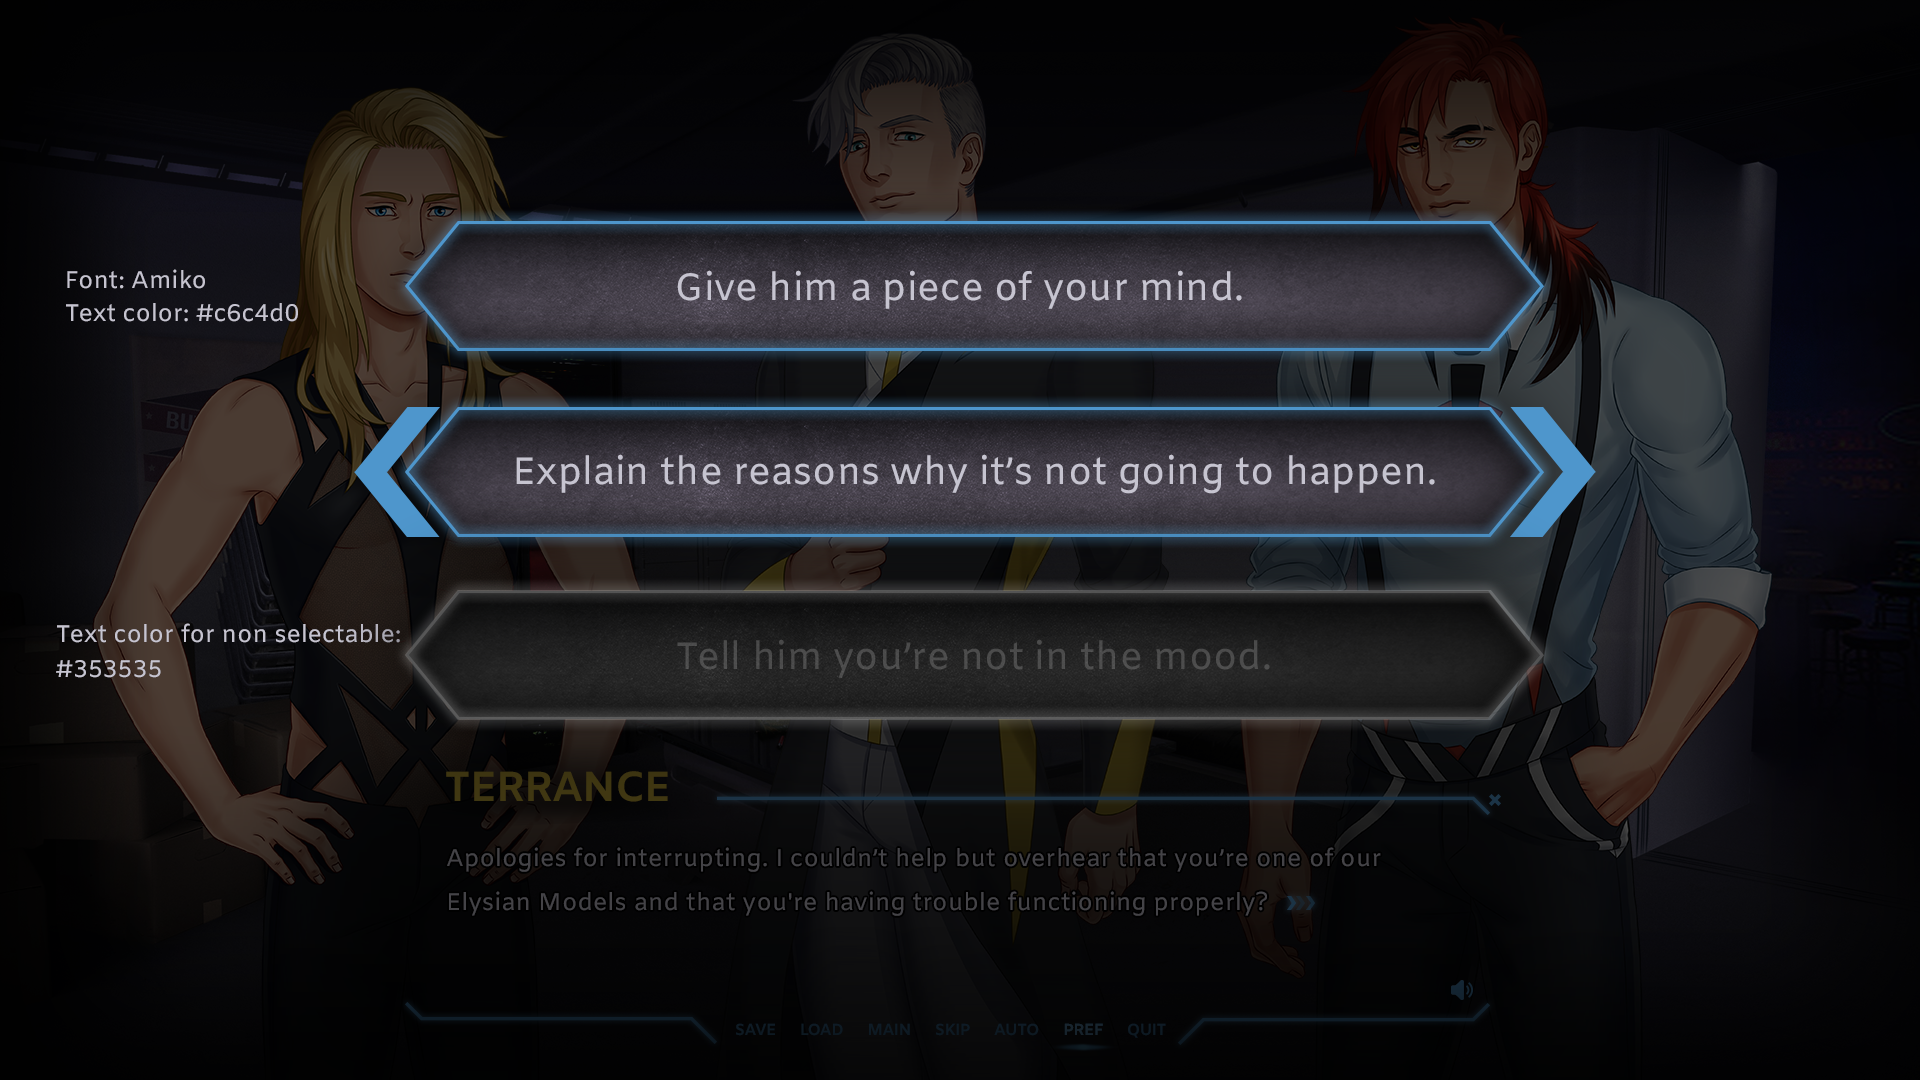 Font: Amiko
Text color: #c6c4d0
Give him a piece of your mind.
BU
Explain the reasons why it’s not going to happen.
Text color for non selectable:
#353535
Tell him you’re not in the mood.
TERRANCE
Apologies for interrupting. I couldn’t help but overhear that you’re one of our
Elysian Models and that you're having trouble functioning properly?
SAVE LOAD MAIN SKIP AUTO PREF QUIT